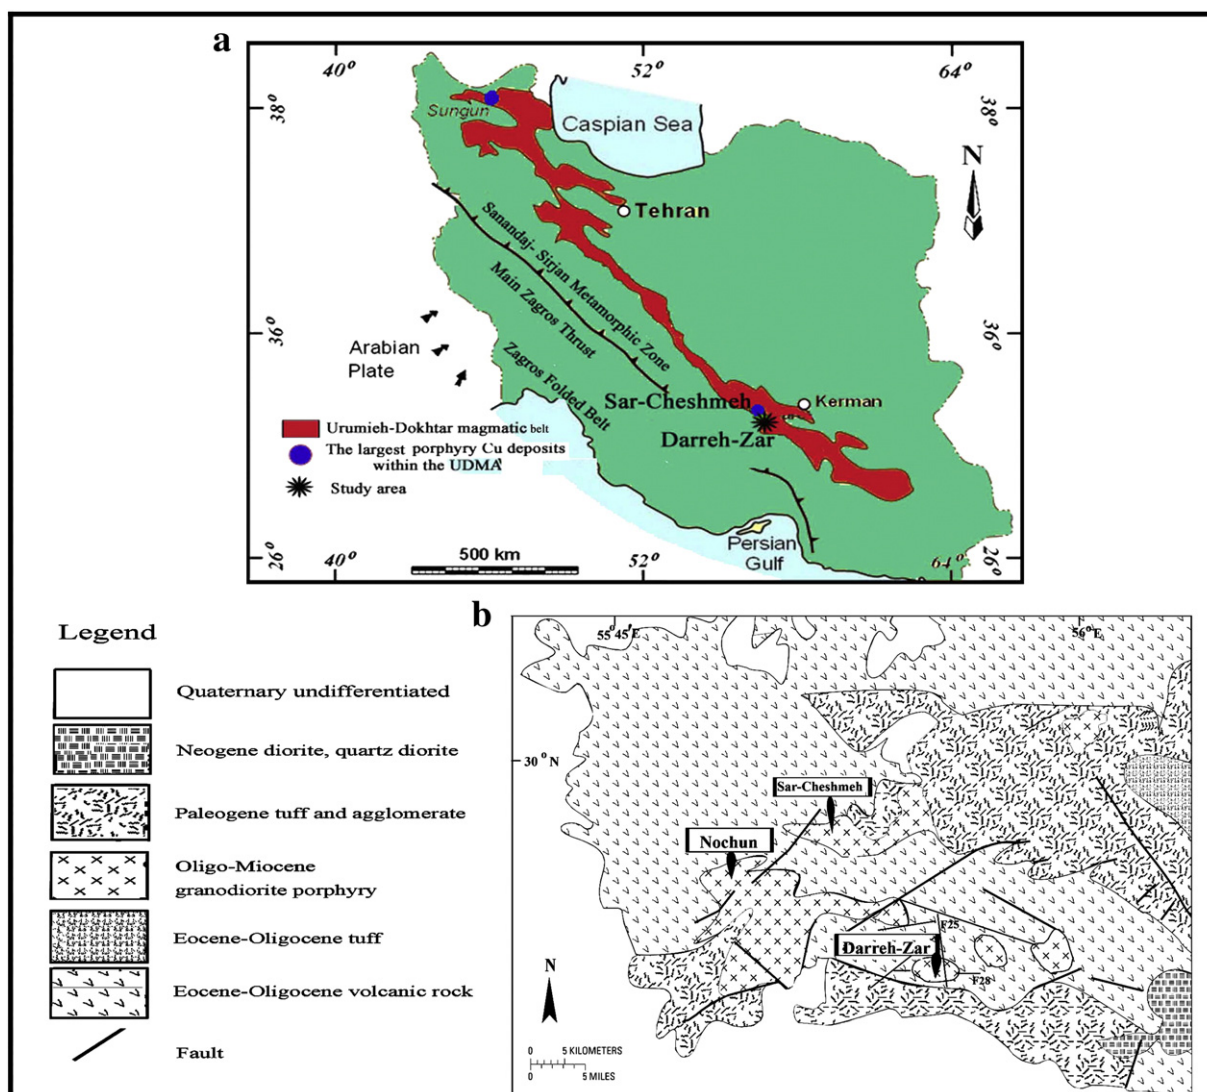 a
40°
52°
64°
38°
38°
Sungun
Caspian Sea
N
Tehran
Sanandaj- Sirjan Metamorphic Zone
Main Zagros Thrust
Zagros Folded Belt
36°
36°
Arabian
Plate
Sar-Cheshmeh
Kerman
Darreh-Zar
Urumieh-Dokhtar magmatic belt
The largest porphyry Cu deposits
within the UDMA
Study area
Persian
Gulf
500 km
26°
40°
52°
64°
26°
b
Legend
Quaternary undifferentiated
Neogene diorite, quartz diorite
Paleogene tuff and agglomerate
Oligo-Miocene
granodiorite porphyry
Eocene-Oligocene tuff
Eocene-Oligocene volcanic rock
Fault
55°45'E
56°E
30° N
Sar-Cheshmeh
Nochun
Darreh-Zar
F25
F28
N
0 5 KILOMETERS
0 5 MILES